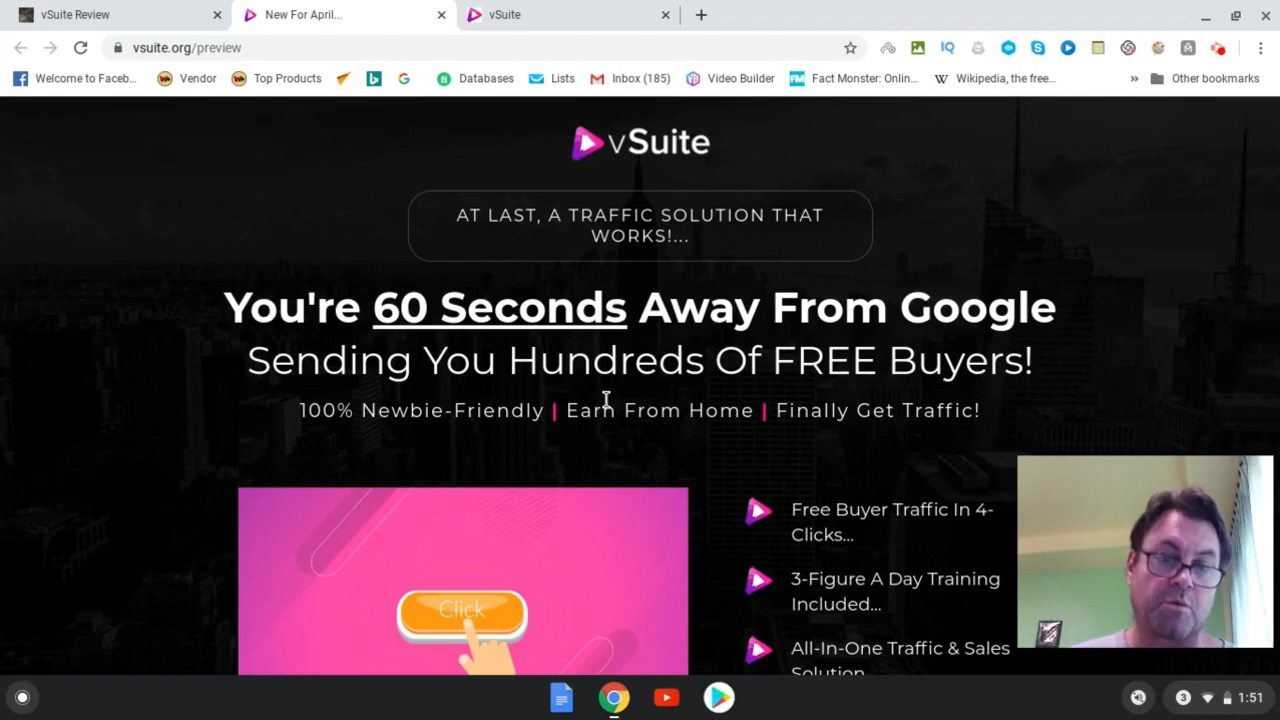 vSuite Review
New For April...
vSuite
vsuite.org/preview
IQ
Welcome to Faceb...
Vendor
Top Products
Databases
Lists
Inbox (185)
Video Builder
FM
Fact Monster: Onlin...
W
Wikipedia, the free...
»
Other bookmarks
vSuite
AT LAST, A TRAFFIC SOLUTION THAT
WORKS!...
You're 60 Seconds Away From Google
Sending You Hundreds Of FREE Buyers!
100% Newbie-Friendly | Earn From Home | Finally Get Traffic!
Click
Free Buyer Traffic In 4-
Clicks...
3-Figure A Day Training
Included...
All-In-One Traffic & Sales
Solution
3
1:51